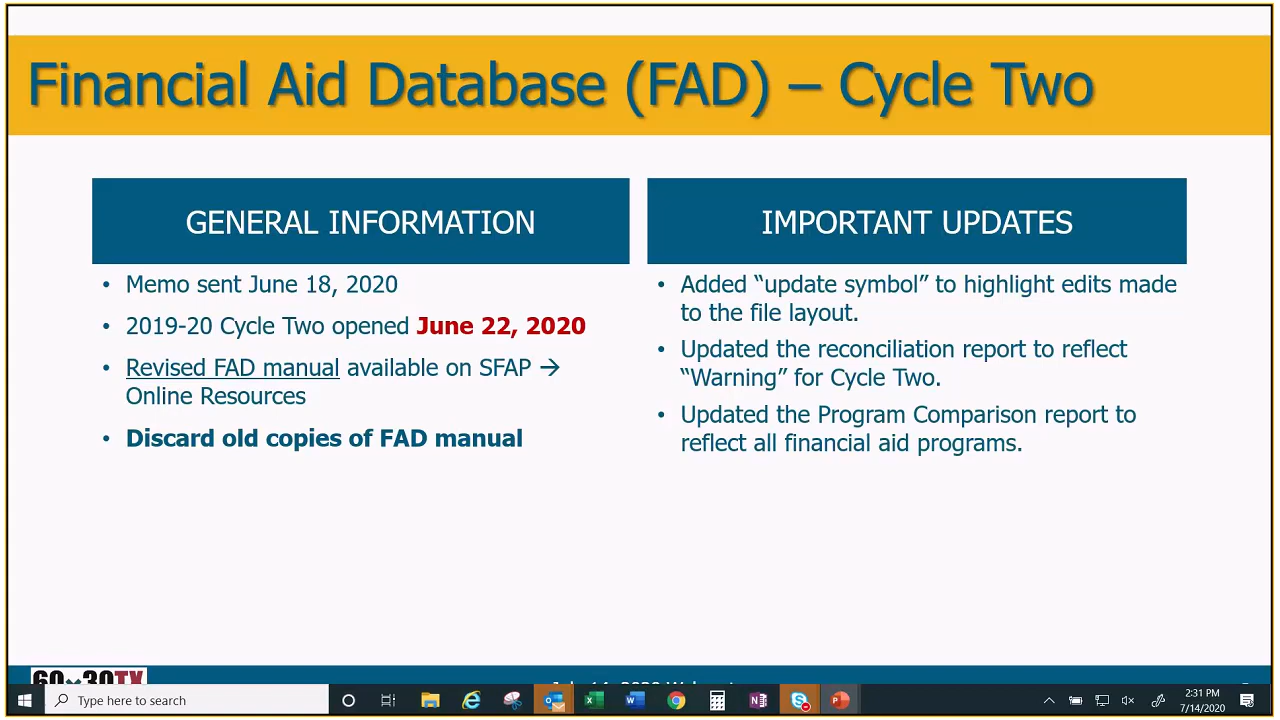 Financial Aid Database (FAD) – Cycle Two
GENERAL INFORMATION
• Memo sent June 18, 2020
• 2019-20 Cycle Two opened June 22, 2020
• Revised FAD manual available on SFAP →
Online Resources
• Discard old copies of FAD manual
IMPORTANT UPDATES
• Added “update symbol” to highlight edits made
to the file layout.
• Updated the reconciliation report to reflect
“Warning” for Cycle Two.
• Updated the Program Comparison report to
reflect all financial aid programs.
60x30TX
Type here to search
2:31 PM
7/14/2020